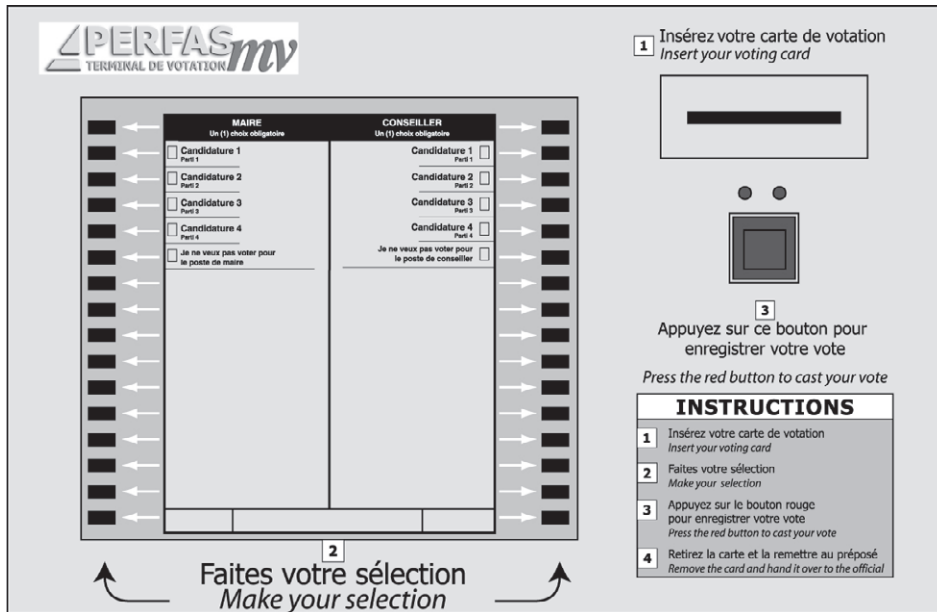 PERFAS mv
TERMINAL DE VOTATION
1 Insérez votre carte de votation
Insert your voting card
MAIRE
Un (1) choix obligatoire
Candidature 1
Parti 1
Candidature 2
Parti 2
Candidature 3
Parti 3
Candidature 4
Parti 4
Je ne veux pas voter pour
le poste de maire
CONSEILLER
Un (1) choix obligatoire
Candidature 1
Parti 1
Candidature 2
Parti 2
Candidature 3
Parti 3
Candidature 4
Parti 4
Je ne veux pas voter pour
le poste de conseiller
2
Faites votre sélection
Make your selection
3
Appuyez sur ce bouton pour
enregistrer votre vote
Press the red button to cast your vote
INSTRUCTIONS
1 Insérez votre carte de votation
Insert your voting card
2 Faites votre sélection
Make your selection
3 Appuyez sur le bouton rouge
pour enregistrer votre vote
Press the red button to cast your vote
4 Retirez la carte et la remettre au préposé
Remove the card and hand it over to the official